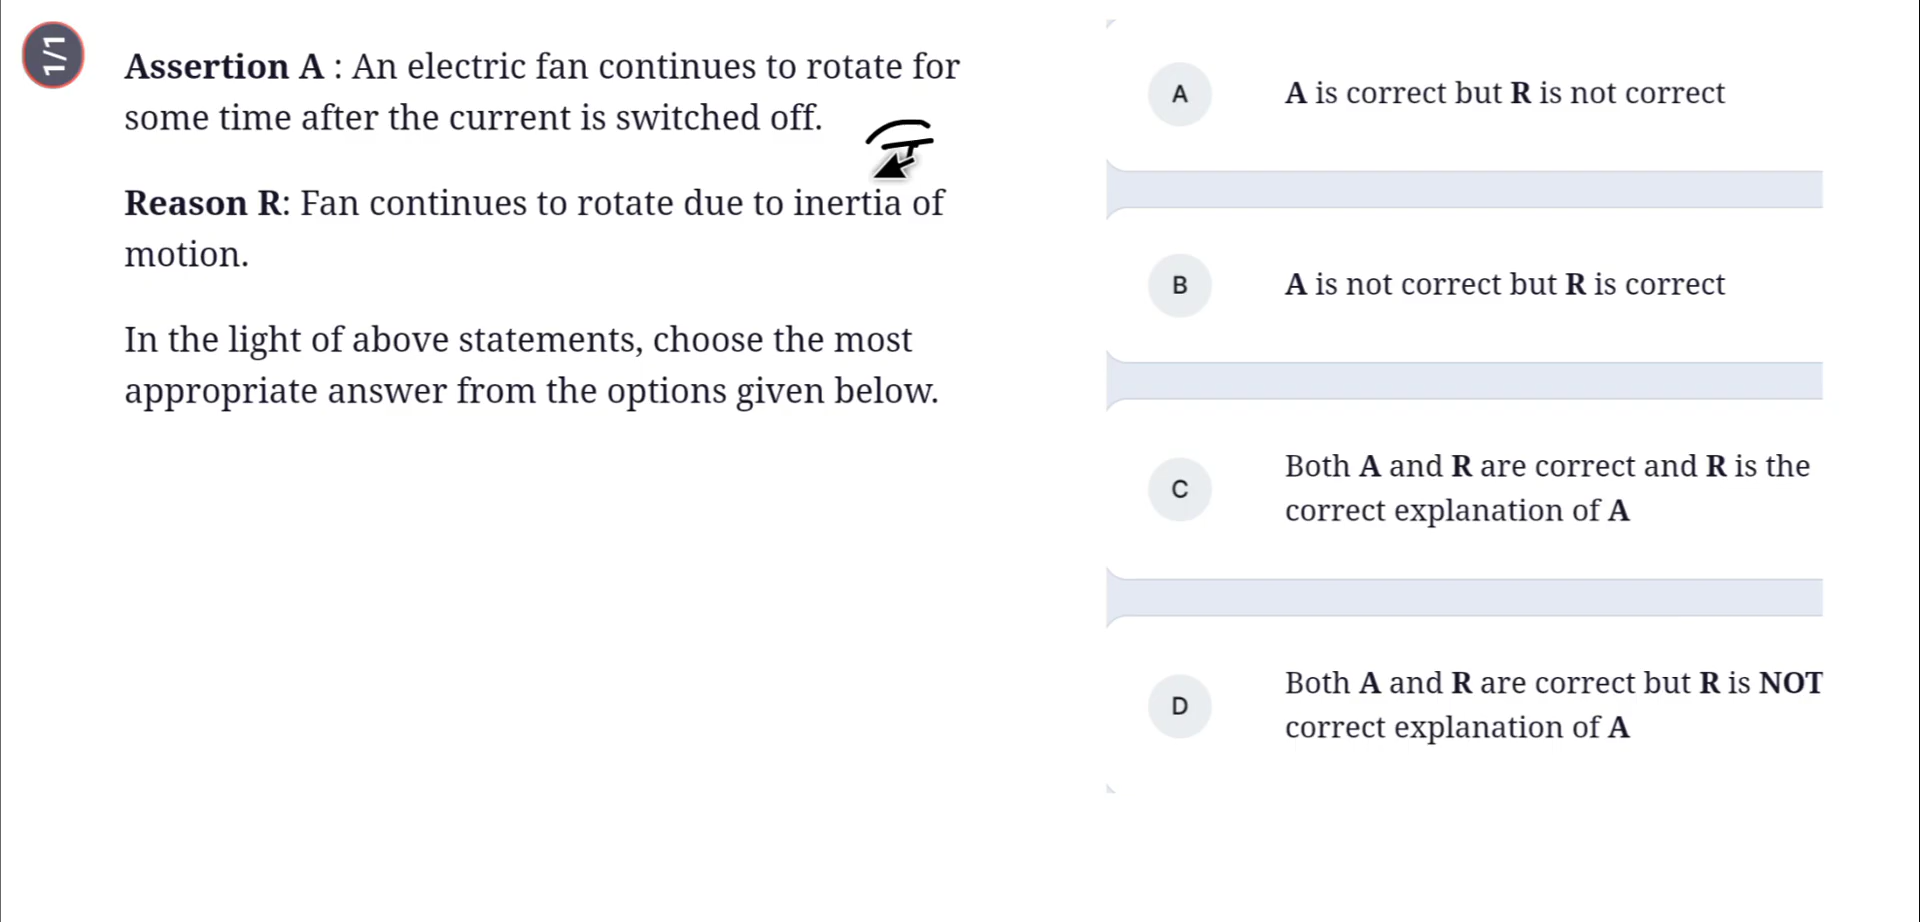 1/1
Assertion A : An electric fan continues to rotate for
some time after the current is switched off.
Reason R: Fan continues to rotate due to inertia of
motion.
In the light of above statements, choose the most
appropriate answer from the options given below.
A
A is correct but R is not correct
B
A is not correct but R is correct
C
Both A and R are correct and R is the
correct explanation of A
D
Both A and R are correct but R is NOT
correct explanation of A